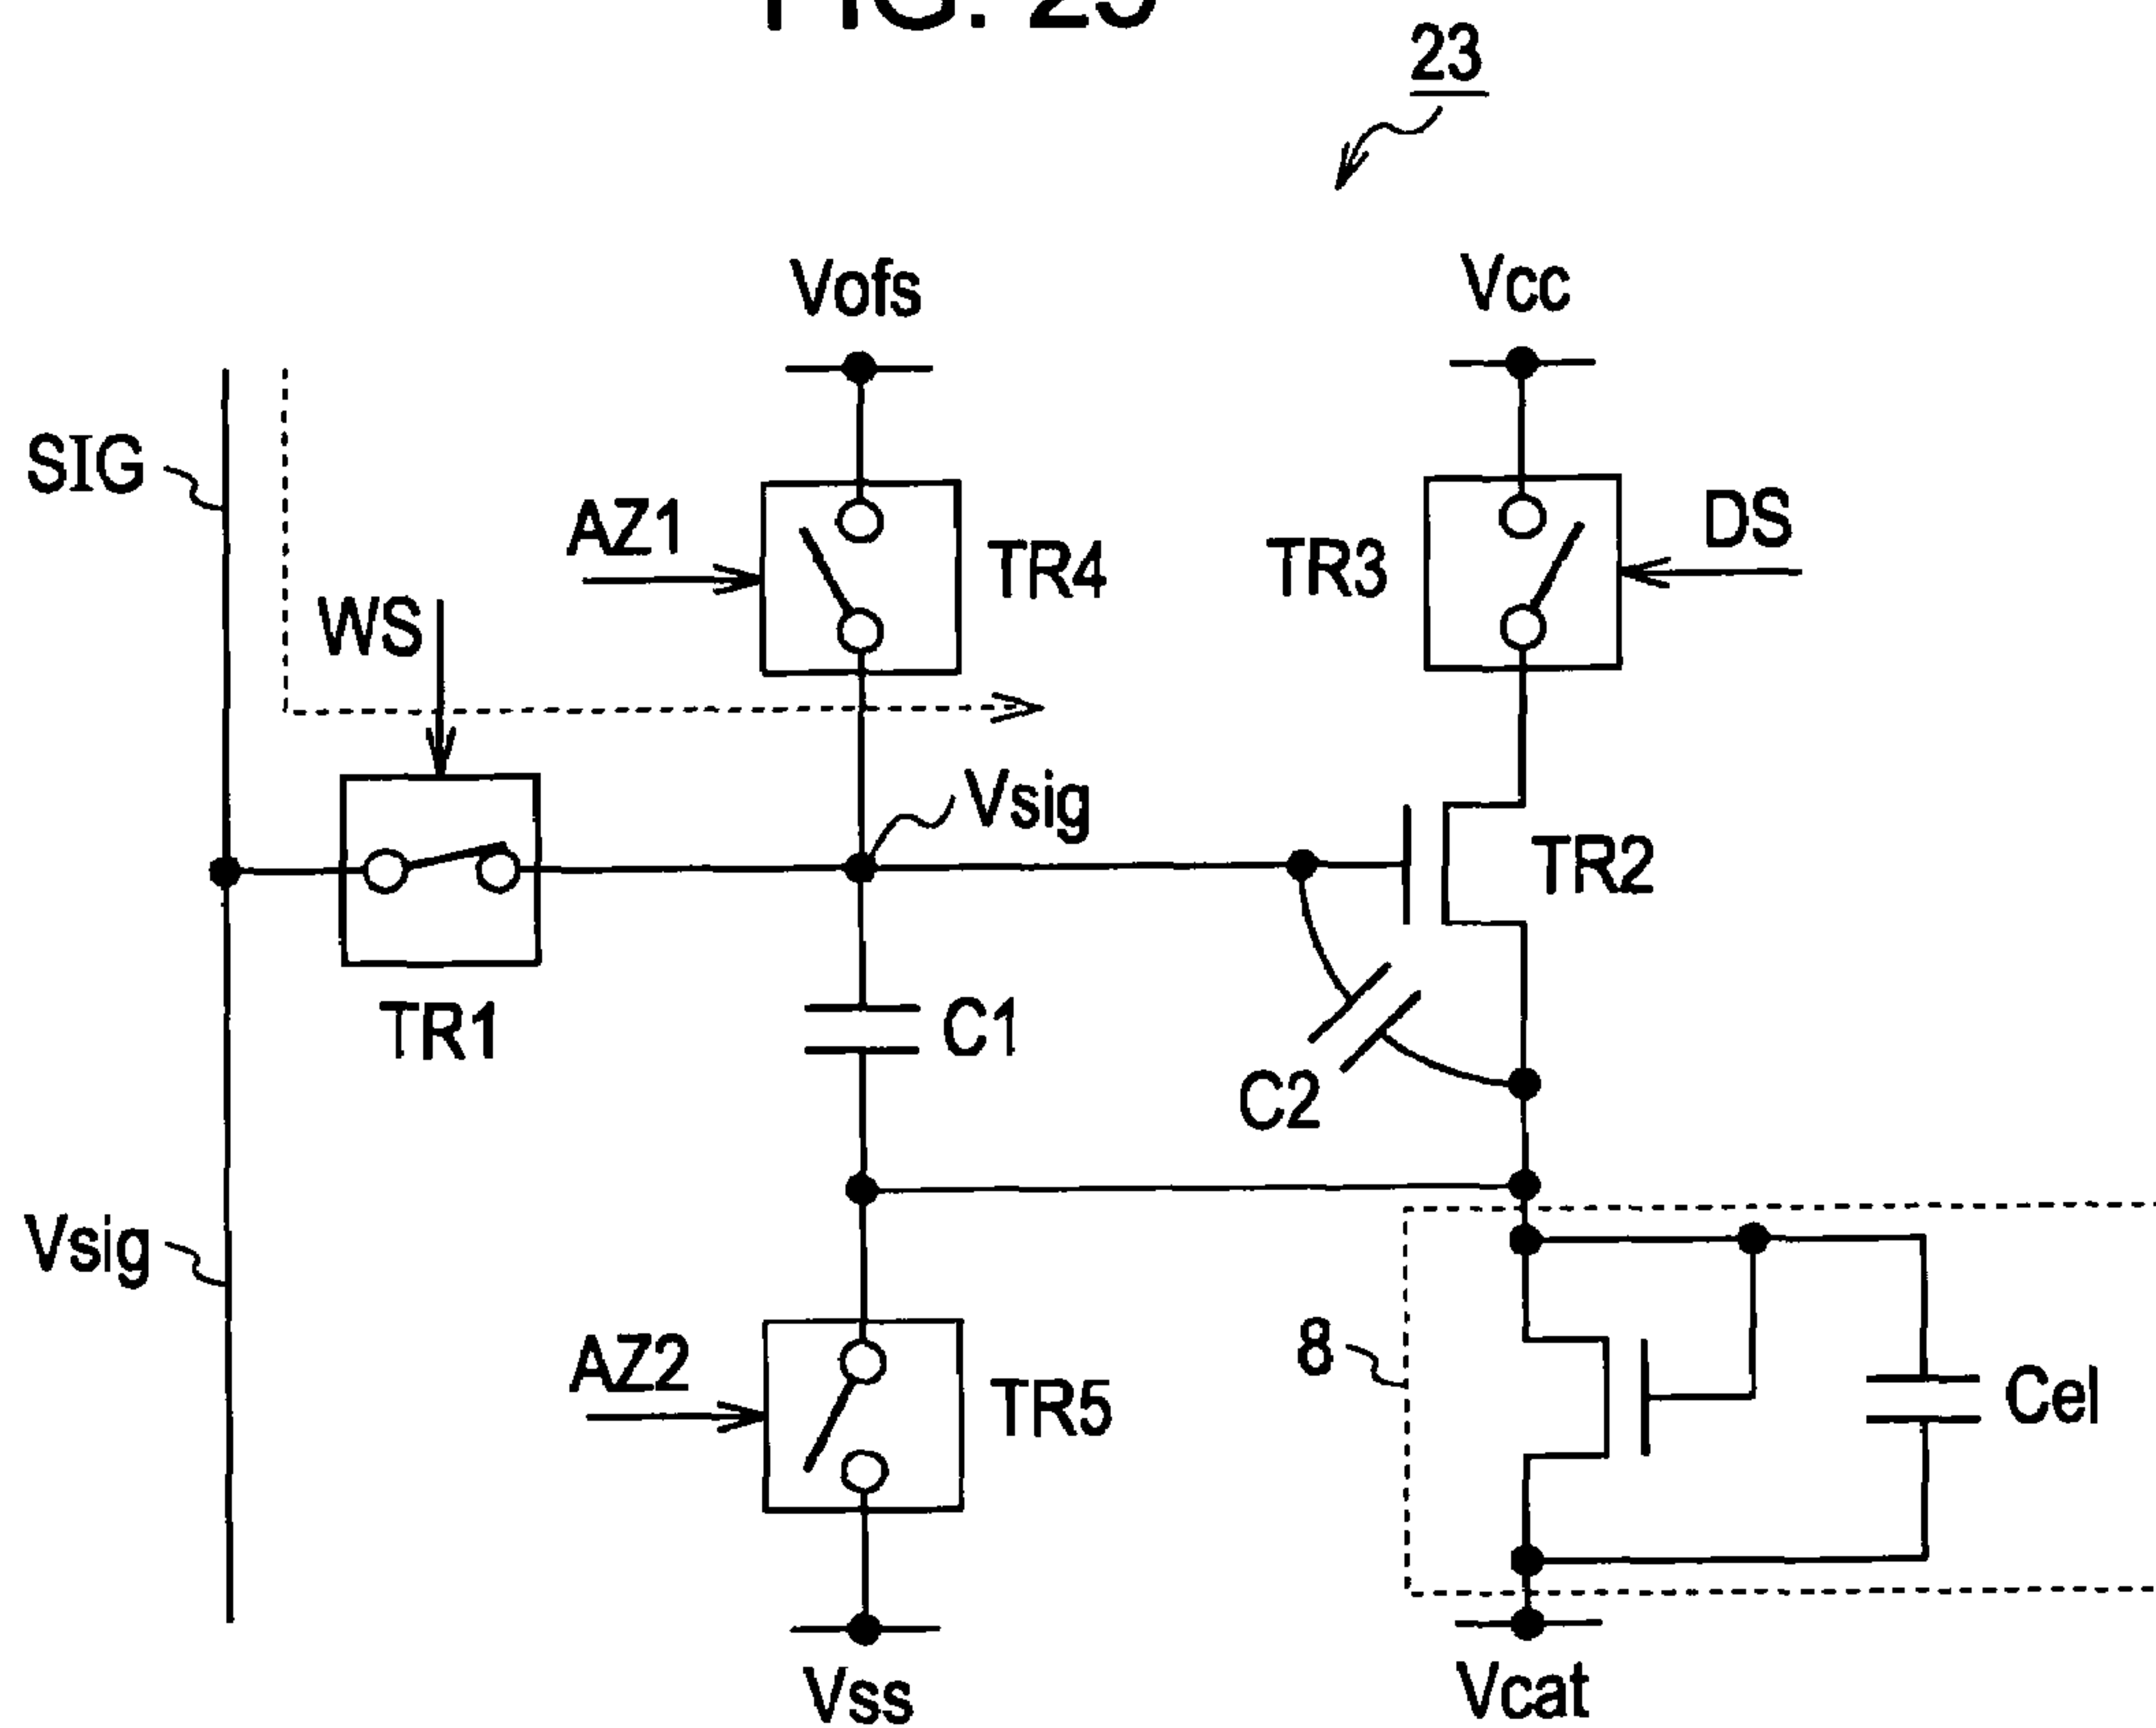 FIG.
23
Vofs
Vcc
SIG
AZ1
TR4
TR3
DS
WS
Vsig
TR2
TR1
C1
C2
Vsig
AZ2
TR5
8
Cel
Vss
Vcat